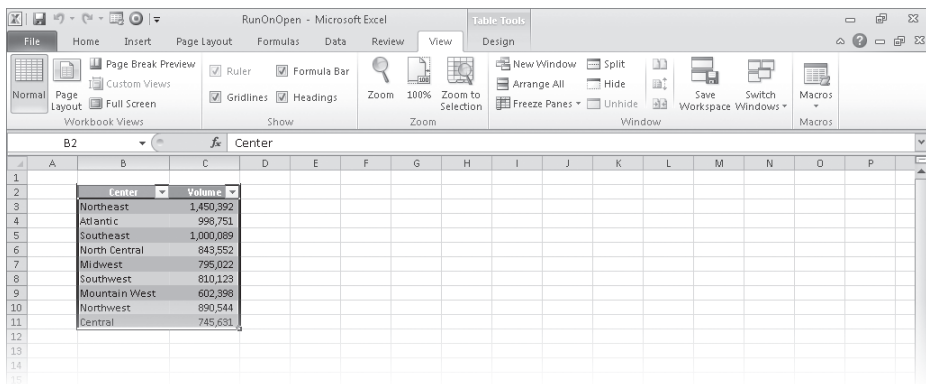 RunOnOpen - Microsoft Excel
Table Tools
File Home Insert Page Layout Formulas Data Review View Design
Normal
Page Layout
Page Break Preview
Custom Views
Full Screen
Workbook Views
Ruler
Formula Bar
Gridlines
Headings
Show
Zoom
100%
Zoom to Selection
Zoom
New Window
Arrange All
Freeze Panes
Split
Hide
Unhide
Save Workspace
Switch Windows
Window
Macros
Macros
B2 fx Center
A B C D E F G H I J K L M N O P
1
2 Center Volume
3 Northeast 1,450,392
4 Atlantic 998,751
5 Southeast 1,000,089
6 North Central 843,552
7 Midwest 795,022
8 Southwest 810,123
9 Mountain West 602,398
10 Northwest 890,544
11 Central 745,631
12
13
14
15